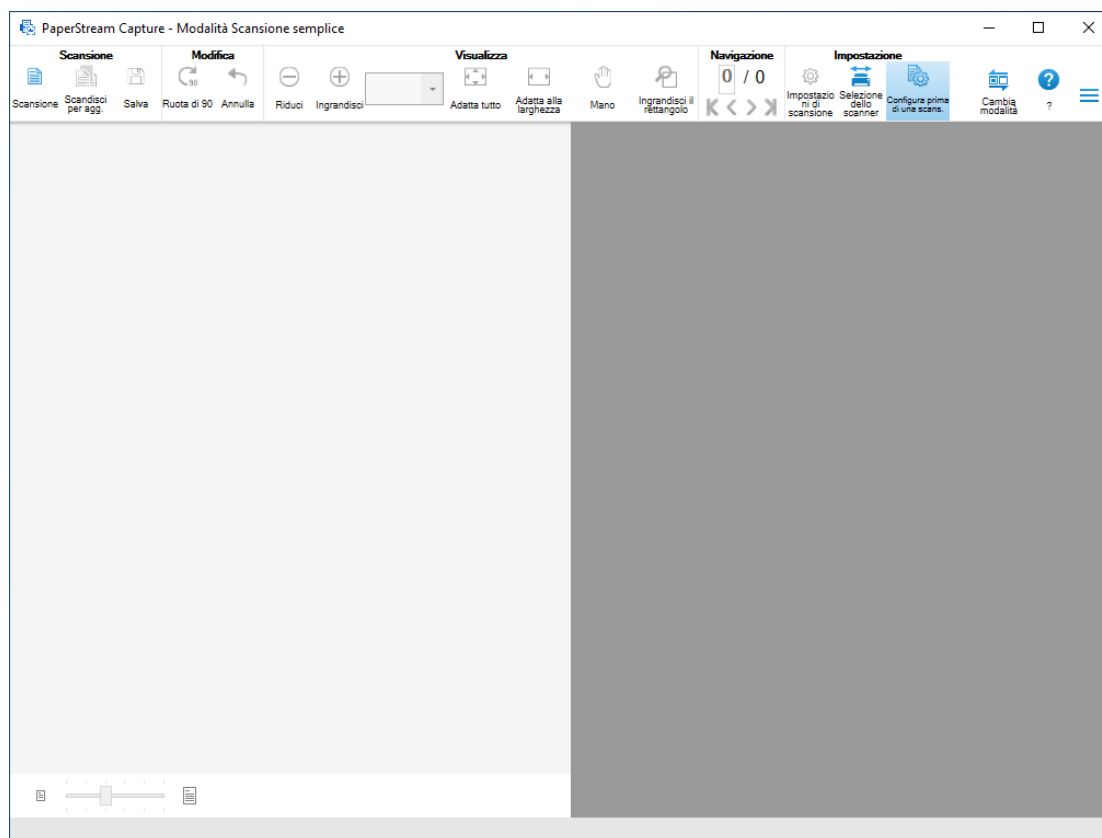 PaperStream Capture - Modalità Scansione semplice
Scansione
Modifica
Visualizza
Navigazione
Impostazione
90
0 / 0
Scansione
Scandisci
per agg.
Salva
Ruota di 90
Annulla
Riduci
Ingrandisci
Adatta tutto
Adatta alla
larghezza
Mano
Ingrandisci il
rettangolo
Impostazio
ni di
scansione
Selezione
dello
scanner
Configura prima
di una scans.
Cambia
modalità
?
?